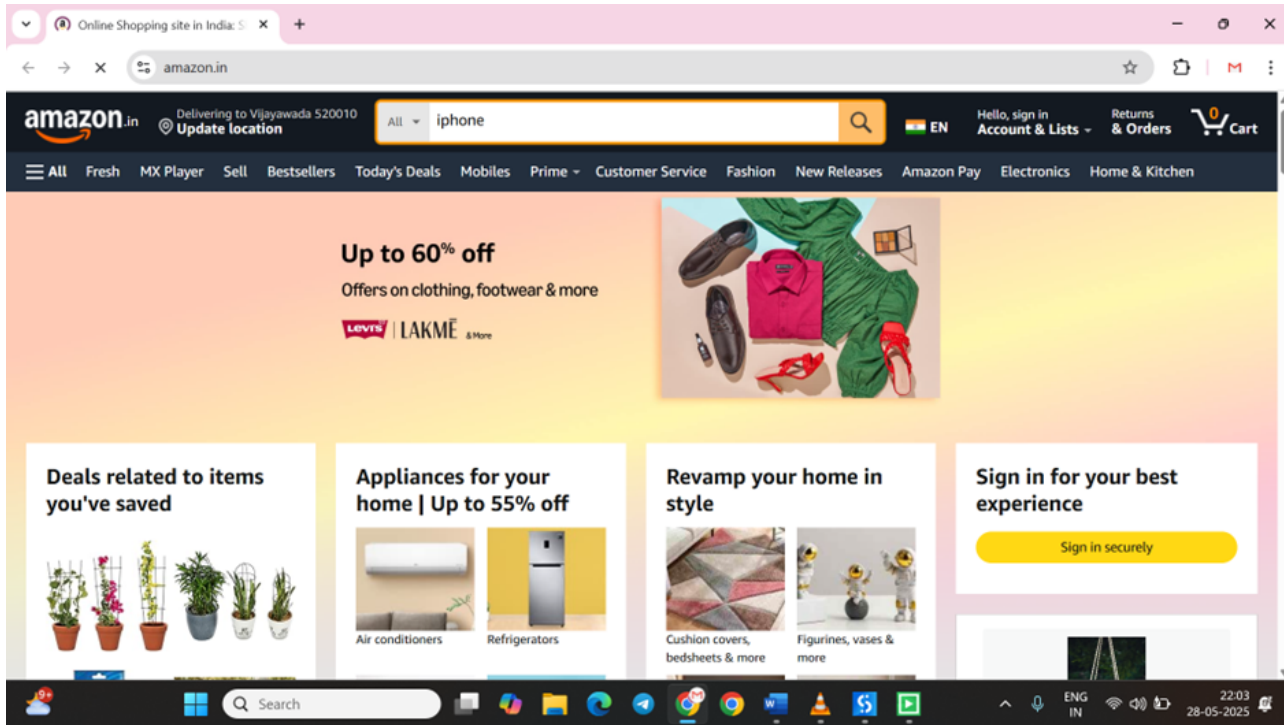 Online Shopping site in India: S
amazon.in
amazon.in
Delivering to Vijayawada 520010
Update location
All
iphone
EN
Hello, sign in
Account & Lists
Returns
& Orders
0
Cart
All Fresh MX Player Sell Bestsellers Today's Deals Mobiles Prime Customer Service Fashion New Releases Amazon Pay Electronics Home & Kitchen
Up to 60% off
Offers on clothing, footwear & more
Levi's LAKMĒ & More
Deals related to items
you've saved
Appliances for your
home | Up to 55% off
Air conditioners
Refrigerators
Revamp your home in
style
Cushion covers,
bedsheets & more
Figurines, vases &
more
Sign in for your best
experience
Sign in securely
9+
Search
ENG
IN
22:03
28-05-2025